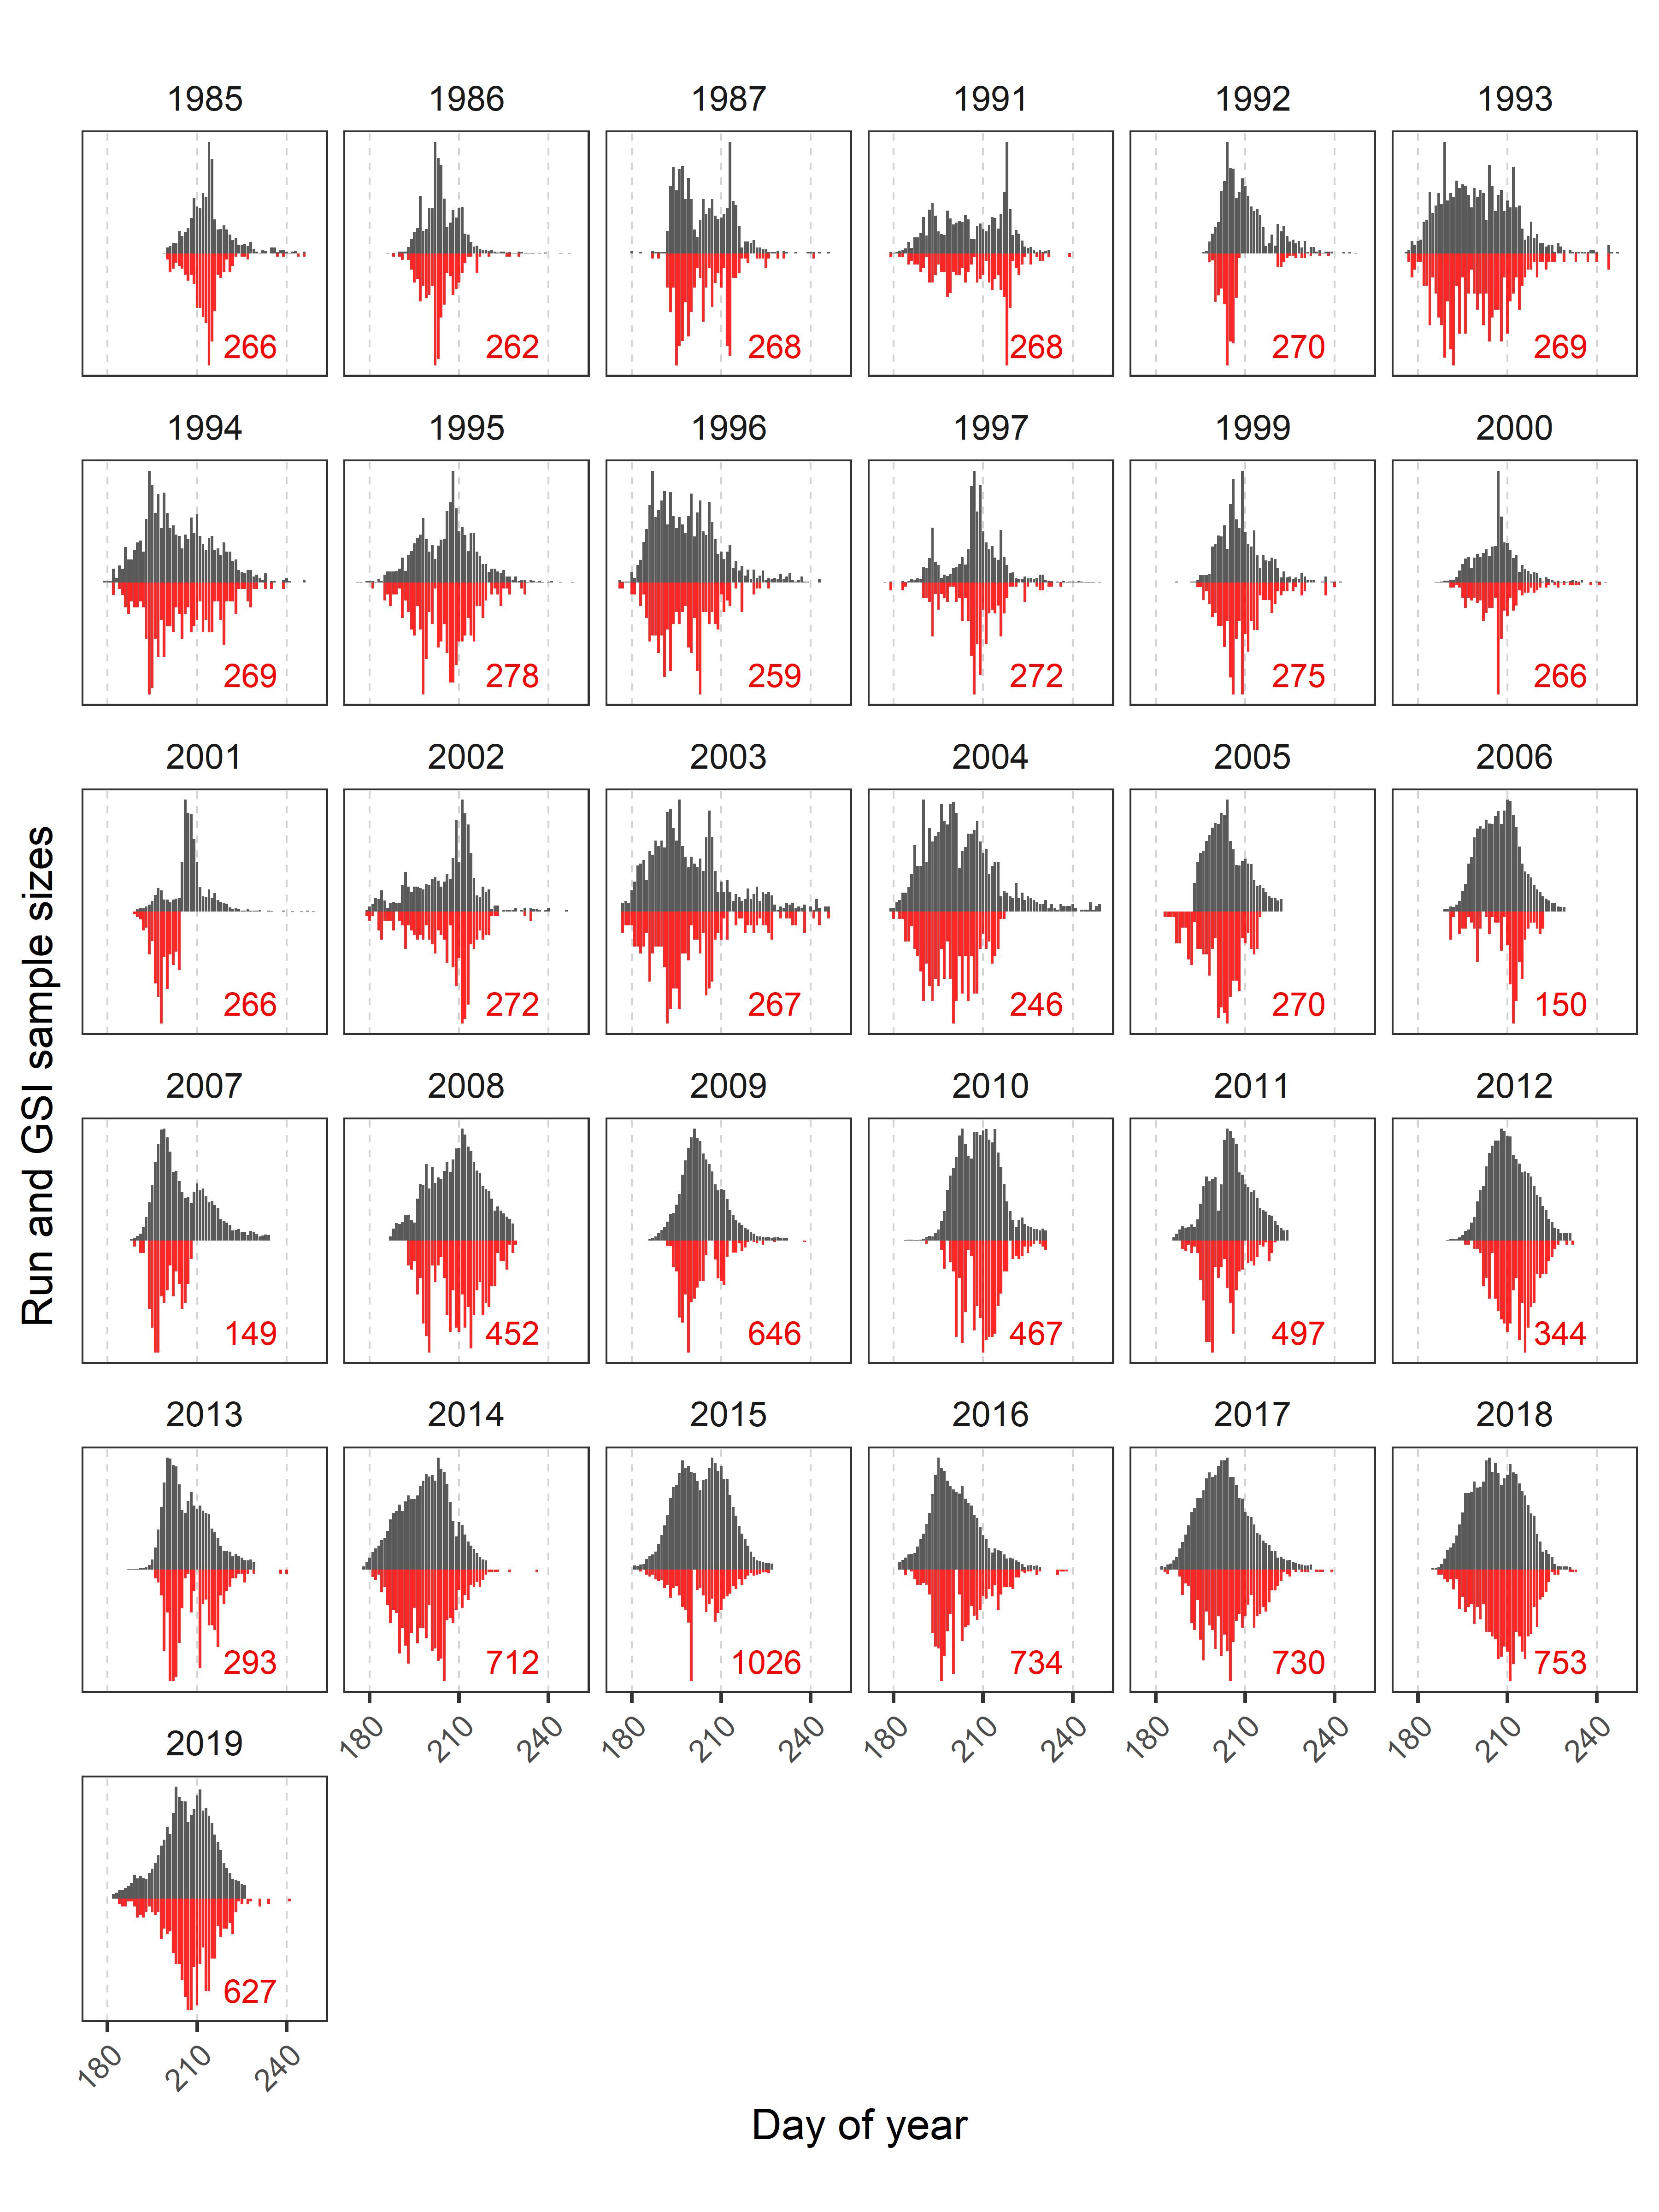 1985 1986 1987 1991 1992 1993
266 262 268 268 270 269
1994 1995 1996 1997 1999 2000
269 278 259 272 275 266
2001 2002 2003 2004 2005 2006
266 272 267 246 270 150
2007 2008 2009 2010 2011 2012
149 452 646 467 497 344
2013 2014 2015 2016 2017 2018
293 712 1026 734 730 753
180 210 240 180 210 240 180 210 240 180 210 240 180 210 240
2019
627
180 210 240
Run and GSI sample sizes
Day of year